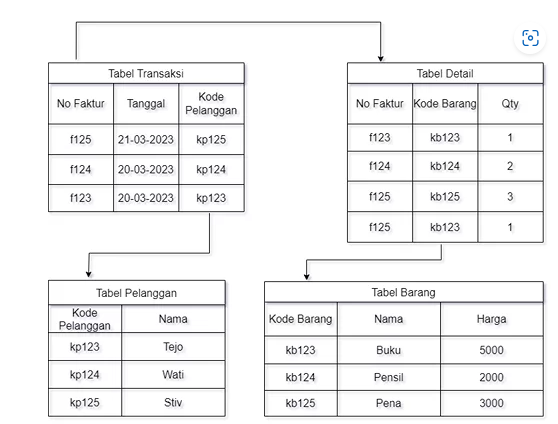 Tabel Transaksi
No Faktur Tanggal Kode Pelanggan
f125 21-03-2023 kp125
f124 20-03-2023 kp124
f123 20-03-2023 kp123
Tabel Detail
No Faktur Kode Barang Qty
f123 kb123 1
f124 kb124 2
f125 kb125 3
f125 kb123 1
Tabel Pelanggan
Kode Pelanggan Nama
kp123 Tejo
kp124 Wati
kp125 Stiv
Tabel Barang
Kode Barang Nama Harga
kb123 Buku 5000
kb124 Pensil 2000
kb125 Pena 3000